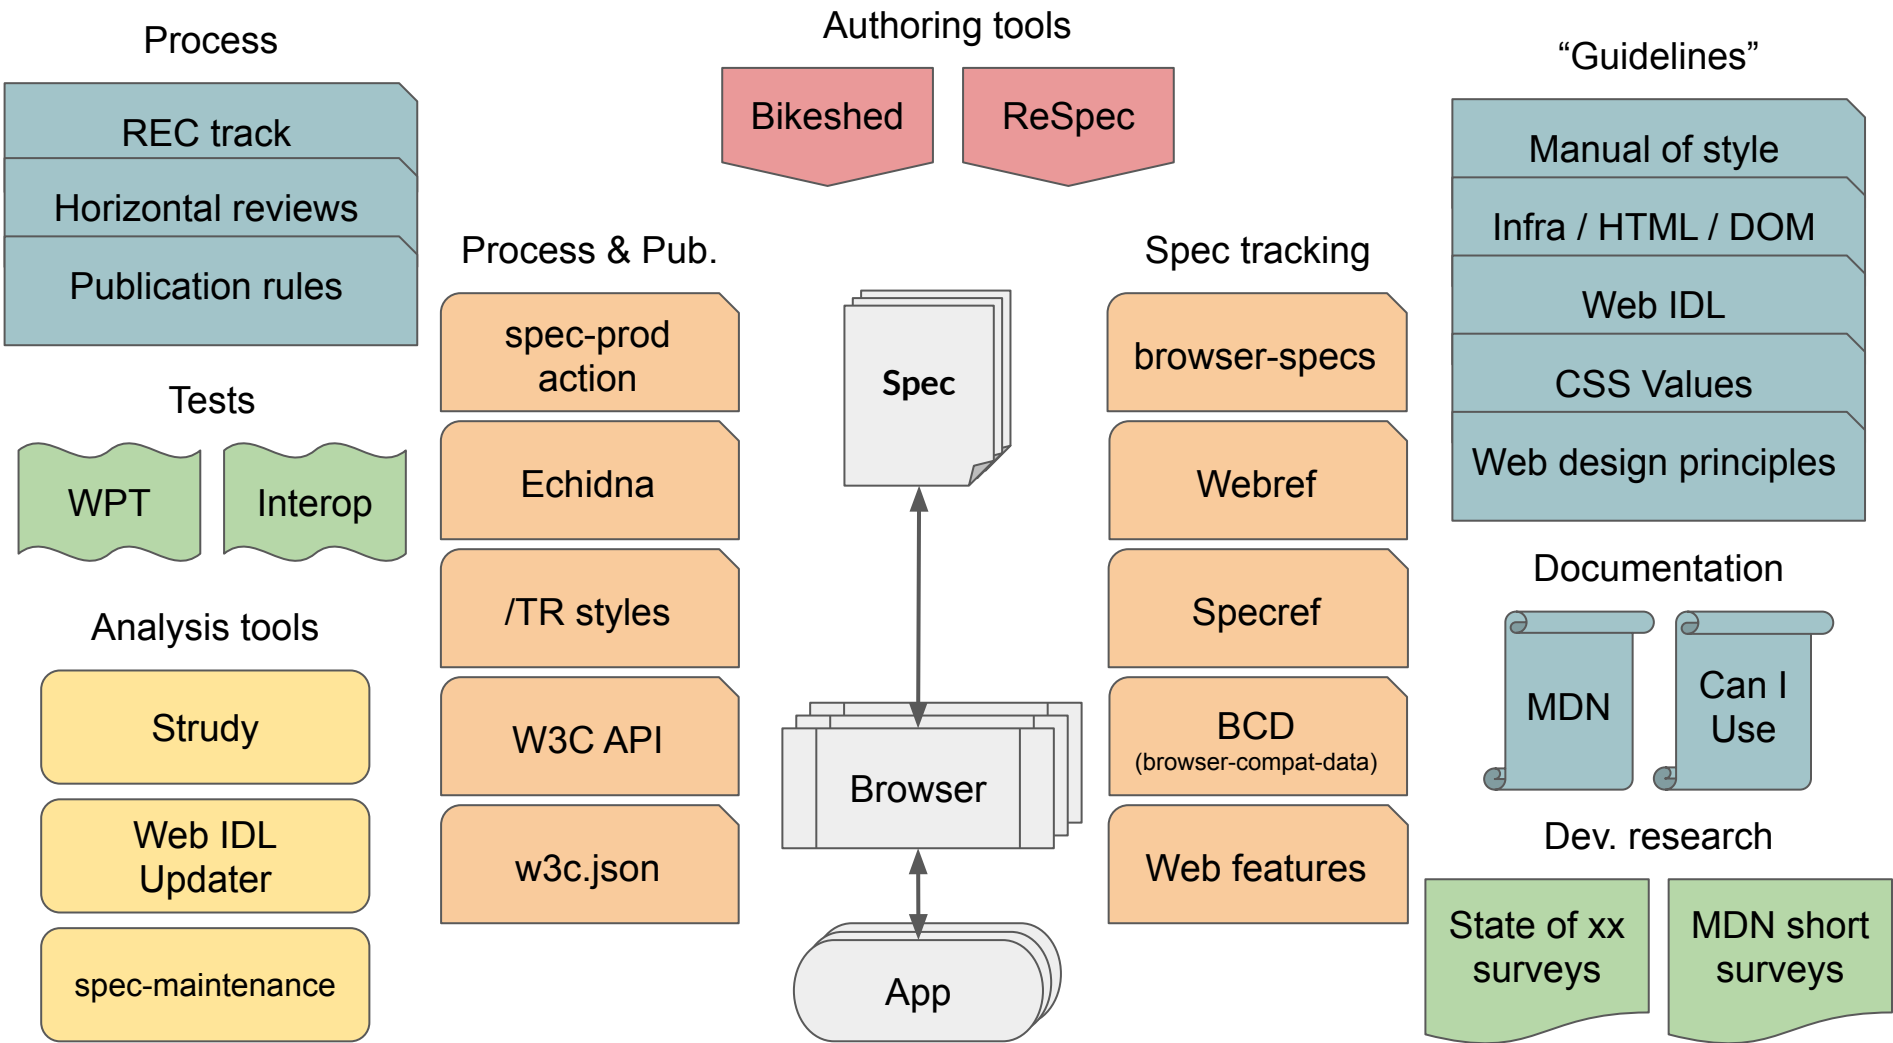 Process
REC track
Horizontal reviews
Publication rules
Tests
WPT
Interop
Analysis tools
Strudy
Web IDL
Updater
spec-maintenance
Process & Pub.
spec-prod
action
Echidna
/TR styles
W3C API
w3c.json
Authoring tools
Bikeshed
ReSpec
Spec
Browser
App
Spec tracking
browser-specs
Webref
Specref
BCD
(browser-compat-data)
Web features
“Guidelines”
Manual of style
Infra / HTML / DOM
Web IDL
CSS Values
Web design principles
Documentation
MDN
Can I
Use
Dev. research
State of xx
surveys
MDN short
surveys